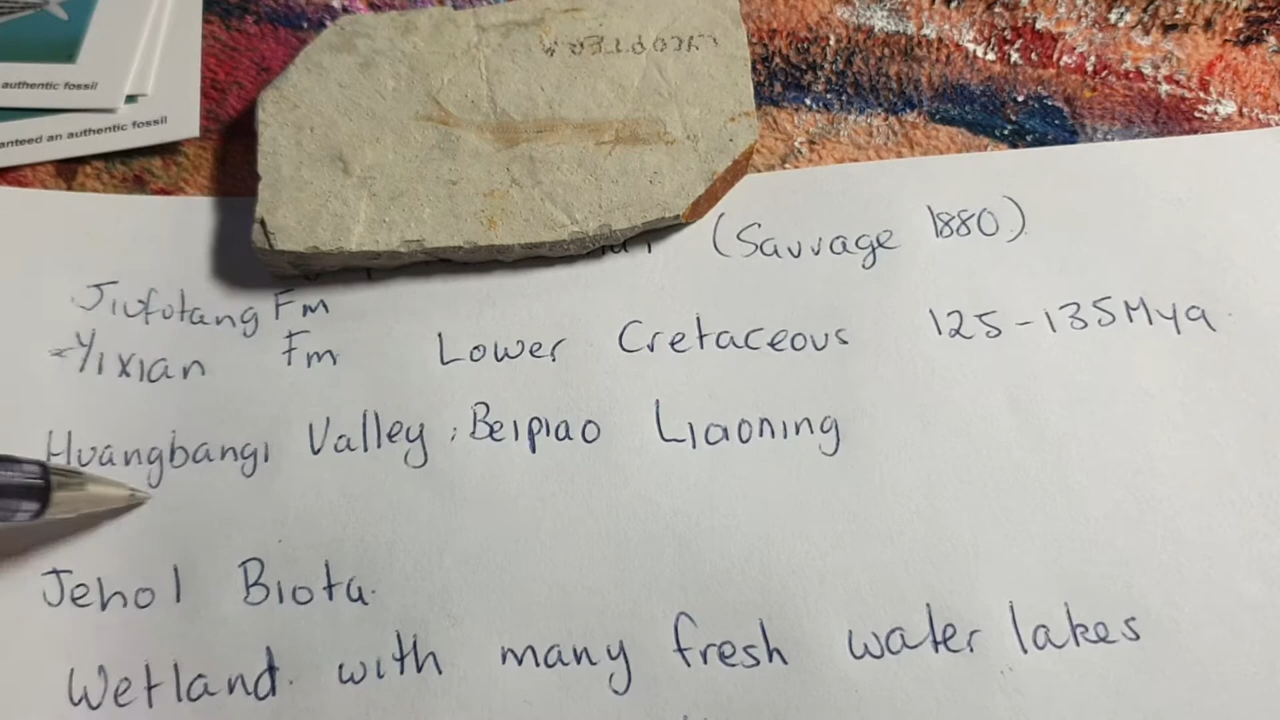 authentic fossil
anteed an authentic fossil
LYCOPTERA
(Sauvage 1880)
Jiufotang Fm
Yixian Fm Lower Cretaceous 125-135Mya
Huangbangi Valley, Beipiao Liaoning
Jehol Biota.
Wetland. with many fresh water lakes